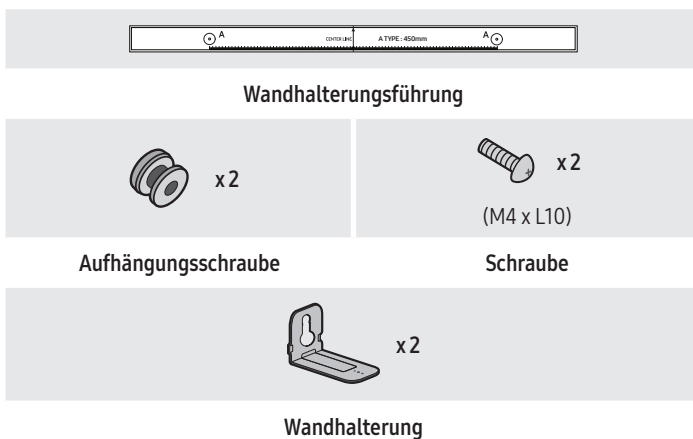 A CENTER LINE A TYPE : 450mm A
Wandhalterungsführung
x 2 x 2
(M4 x L10)
Aufhängungsschraube Schraube
x 2
Wandhalterung